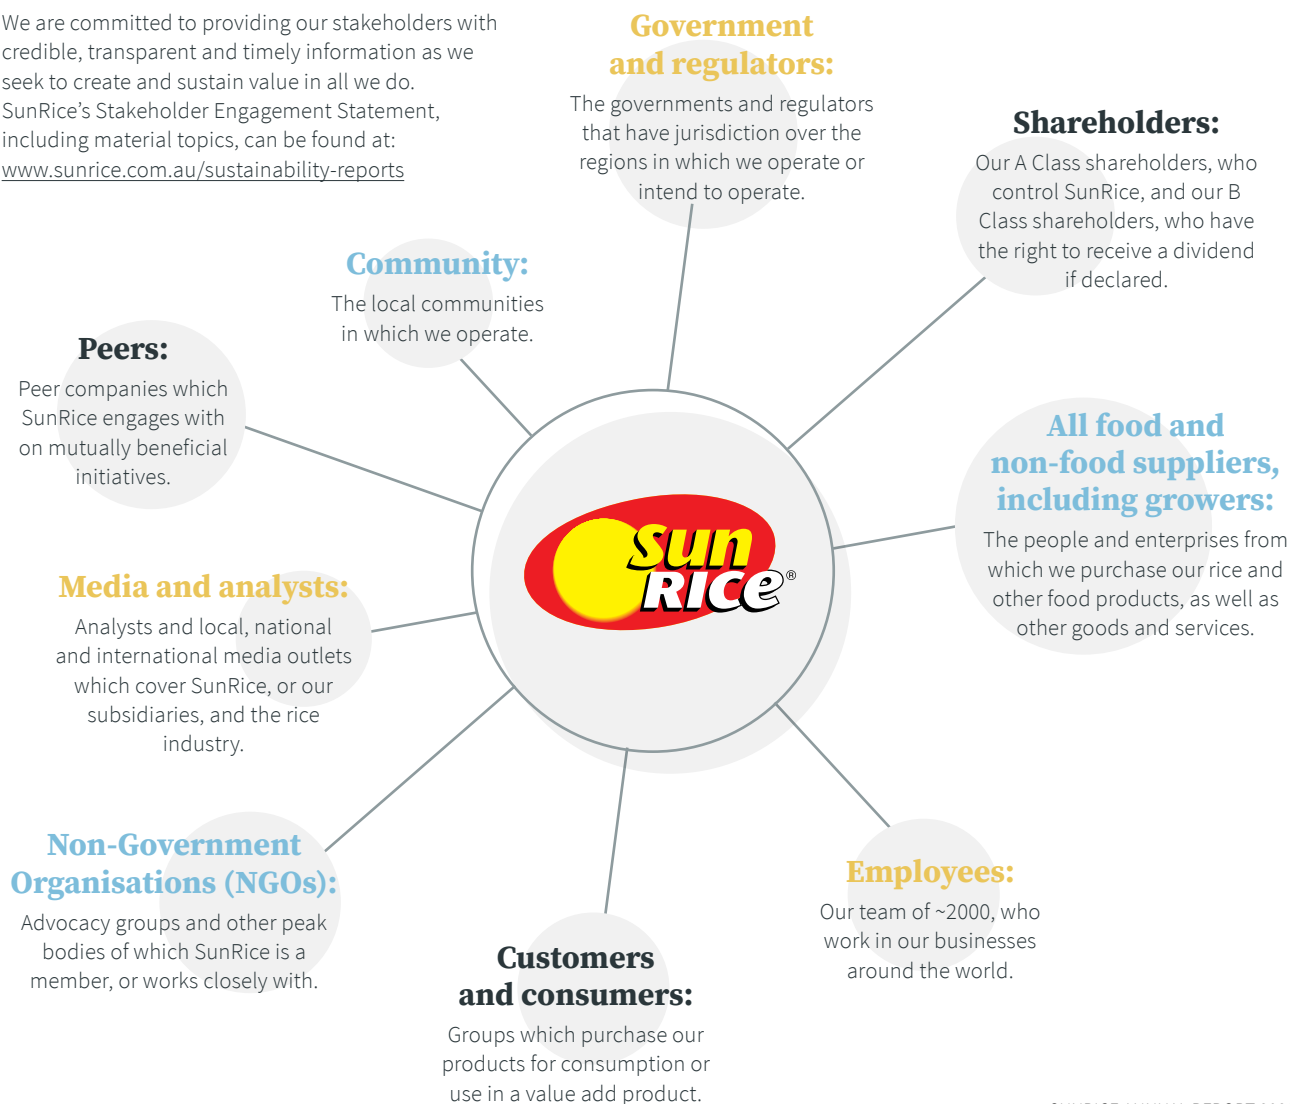 We are committed to providing our stakeholders with
credible, transparent and timely information as we
seek to create and sustain value in all we do.
SunRice's Stakeholder Engagement Statement,
including material topics, can be found at:
www.sunrice.com.au/sustainability-reports
Government
and regulators:
The governments and regulators
that have jurisdiction over the
regions in which we operate or
intend to operate.
Shareholders:
Our A Class shareholders, who
control SunRice, and our B
Class shareholders, who have
the right to receive a dividend
if declared.
Community:
The local communities
in which we operate.
Peers:
Peer companies which
SunRice engages with
on mutually beneficial
initiatives.
All food and
non-food suppliers,
including growers:
The people and enterprises from
which we purchase our rice and
other food products, as well as
other goods and services.
Sun
RICe®
Media and analysts:
Analysts and local, national
and international media outlets
which cover SunRice, or our
subsidiaries, and the rice
industry.
Non-Government
Organisations (NGOs):
Advocacy groups and other peak
bodies of which SunRice is a
member, or works closely with.
Employees:
Our team of ~2000, who
work in our businesses
around the world.
Customers
and consumers:
Groups which purchase our
products for consumption or
use in a value add product.